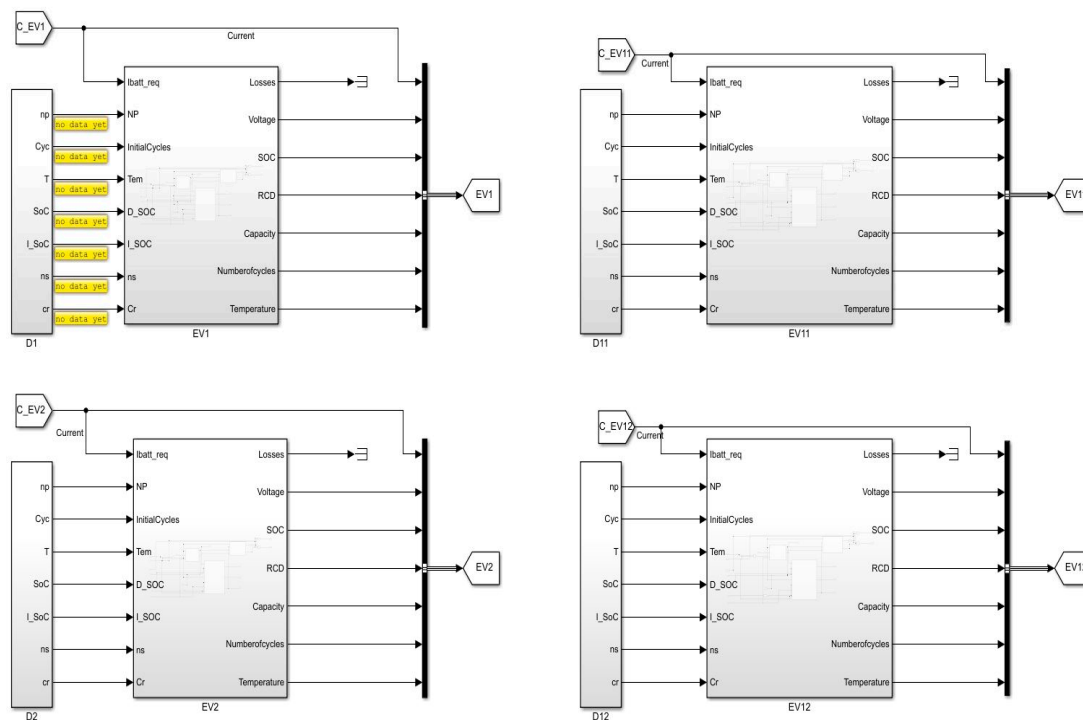 C_EV1
Current
Ibatt_req
Losses
np
no data yet
NP
Voltage
Cyc
no data yet
InitialCycles
SOC
T
no data yet
Tem
RCD
EV1
SoC
no data yet
D_SOC
Capacity
I_SoC
no data yet
I_SOC
Numberofcycles
ns
no data yet
ns
Temperature
cr
no data yet
Cr
EV1
D1
C_EV11
Current
Ibatt_req
Losses
np
NP
Voltage
Cyc
InitialCycles
SOC
T
Tem
RCD
EV1
SoC
D_SOC
Capacity
I_SoC
I_SOC
Numberofcycles
ns
ns
Temperature
cr
Cr
EV11
D11
C_EV2
Current
Ibatt_req
Losses
np
NP
Voltage
Cyc
InitialCycles
SOC
T
Tem
RCD
EV2
SoC
D_SOC
Capacity
I_SoC
I_SOC
Numberofcycles
ns
ns
Temperature
cr
Cr
EV2
D2
C_EV12
Current
Ibatt_req
Losses
np
NP
Voltage
Cyc
InitialCycles
SOC
T
Tem
RCD
SoC
D_SOC
Capacity
I_SoC
I_SOC
Numberofcycles
ns
ns
Temperature
cr
Cr
EV12
D12